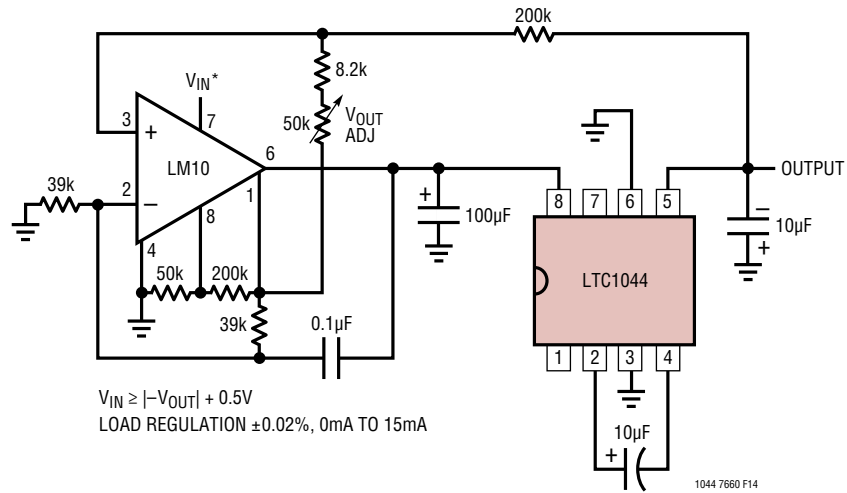 200k
8.2k
VIN*
50k
VOUT
ADJ
3
+
7
LM10
6
39k
2
–
1
8
4
50k
200k
39k
0.1µF
+
100µF
8
7
6
5
OUTPUT
–
10µF
+
LTC1044
1
2
3
4
10µF
+
VIN ≥ |–VOUT| + 0.5V
LOAD REGULATION ±0.02%, 0mA TO 15mA
1044 7660 F14